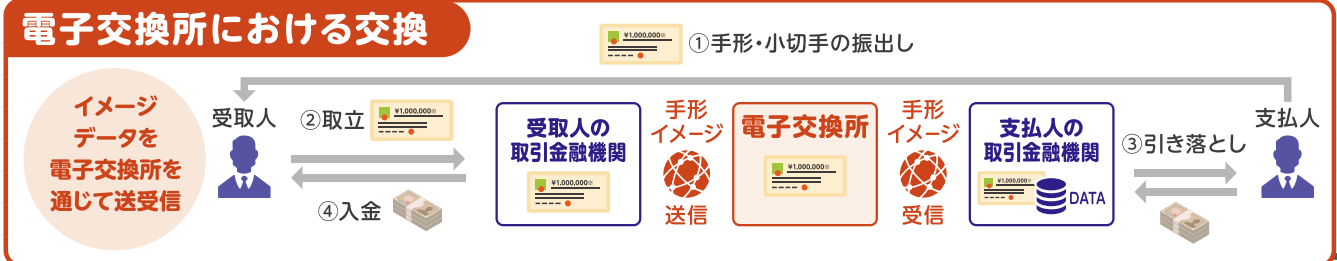 電子交換所における交換
①手形・小切手の振出し
¥1,000,000※
イメージ
データを
電子交換所を
通じて送受信
受取人
②取立
¥1,000,000※
④入金
受取人の
取引金融機関
¥1,000,000※
手形
イメージ
送信
電子交換所
¥1,000,000※
手形
イメージ
受信
支払人の
取引金融機関
¥1,000,000※
DATA
③引き落とし
支払人